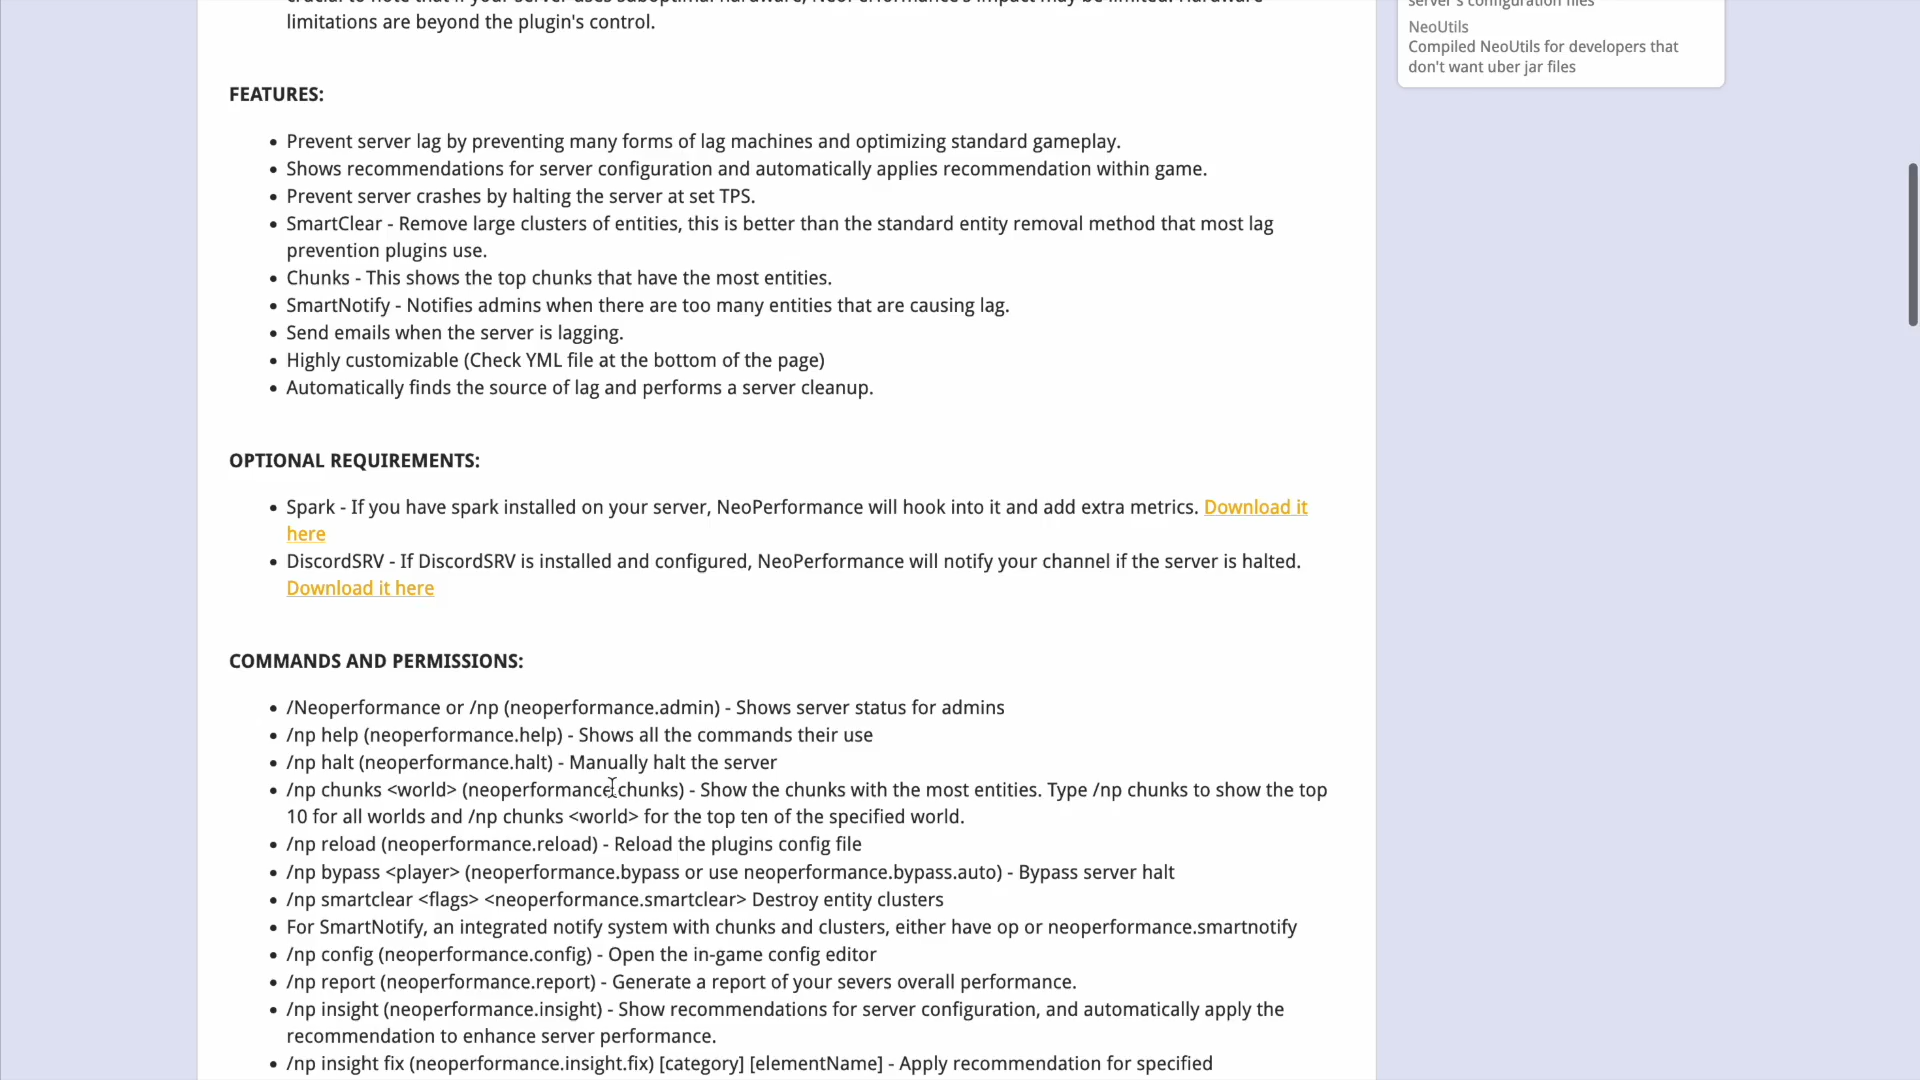 limitations are beyond the plugin's control.
FEATURES:
• Prevent server lag by preventing many forms of lag machines and optimizing standard gameplay.
• Shows recommendations for server configuration and automatically applies recommendation within game.
• Prevent server crashes by halting the server at set TPS.
• SmartClear - Remove large clusters of entities, this is better than the standard entity removal method that most lag
prevention plugins use.
• Chunks - This shows the top chunks that have the most entities.
• SmartNotify - Notifies admins when there are too many entities that are causing lag.
• Send emails when the server is lagging.
• Highly customizable (Check YML file at the bottom of the page)
• Automatically finds the source of lag and performs a server cleanup.
OPTIONAL REQUIREMENTS:
• Spark - If you have spark installed on your server, NeoPerformance will hook into it and add extra metrics. Download it
here
• DiscordSRV - If DiscordSRV is installed and configured, NeoPerformance will notify your channel if the server is halted.
Download it here
COMMANDS AND PERMISSIONS:
• /Neoperformance or /np (neoperformance.admin) - Shows server status for admins
• /np help (neoperformance.help) - Shows all the commands their use
• /np halt (neoperformance.halt) - Manually halt the server
• /np chunks <world> (neoperformance.chunks) - Show the chunks with the most entities. Type /np chunks to show the top
10 for all worlds and /np chunks <world> for the top ten of the specified world.
• /np reload (neoperformance.reload) - Reload the plugins config file
• /np bypass <player> (neoperformance.bypass or use neoperformance.bypass.auto) - Bypass server halt
• /np smartclear <flags> <neoperformance.smartclear> Destroy entity clusters
• For SmartNotify, an integrated notify system with chunks and clusters, either have op or neoperformance.smartnotify
• /np config (neoperformance.config) - Open the in-game config editor
• /np report (neoperformance.report) - Generate a report of your severs overall performance.
• /np insight (neoperformance.insight) - Show recommendations for server configuration, and automatically apply the
recommendation to enhance server performance.
• /np insight fix (neoperformance.insight.fix) [category] [elementName] - Apply recommendation for specified
server's configuration files
NeoUtils
Compiled NeoUtils for developers that
don't want uber jar files